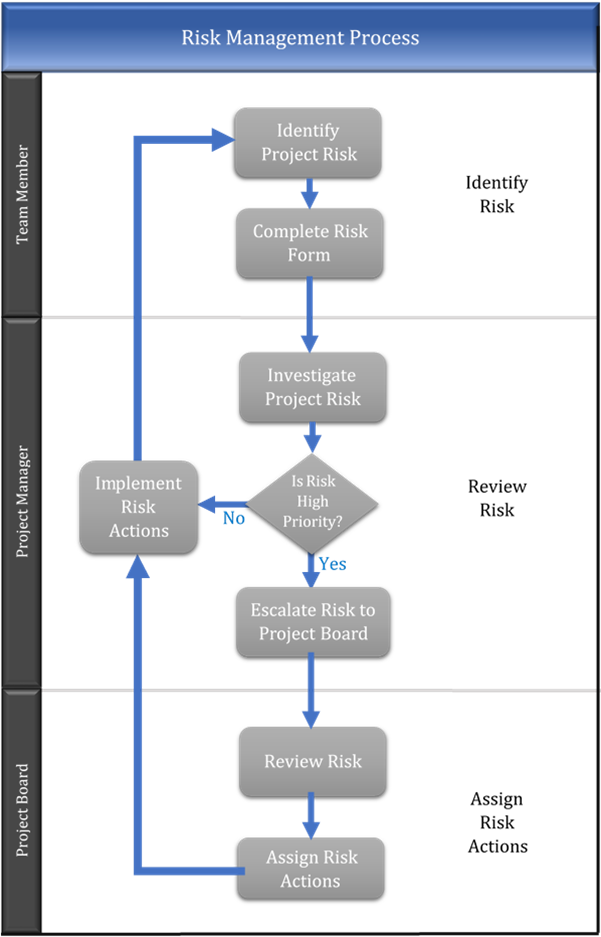 Risk Management Process
Team Member
Identify
Project Risk
Complete Risk
Form
Identify
Risk
Project Manager
Investigate
Project Risk
Is Risk
High
Priority?
No
Yes
Implement
Risk
Actions
Escalate Risk to
Project Board
Review
Risk
Project Board
Review Risk
Assign Risk
Actions
Assign
Risk
Actions